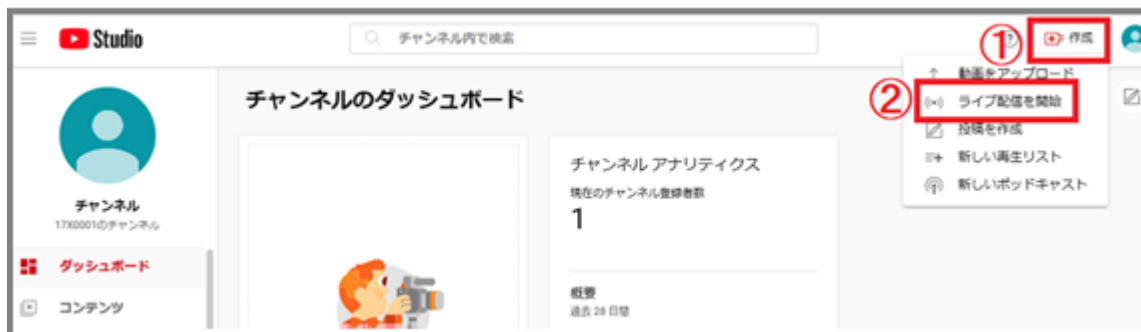 Studio
チャンネル内で検索
①
作成
動画をアップロード
②
ライブ配信を開始
投稿を作成
新しい再生リスト
新しいポッドキャスト
チャンネルのダッシュボード
チャンネル アナリティクス
現在のチャンネル登録者数
1
チャンネル
17X0001のチャンネル
ダッシュボード
コンテンツ
概要
過去 28 日間